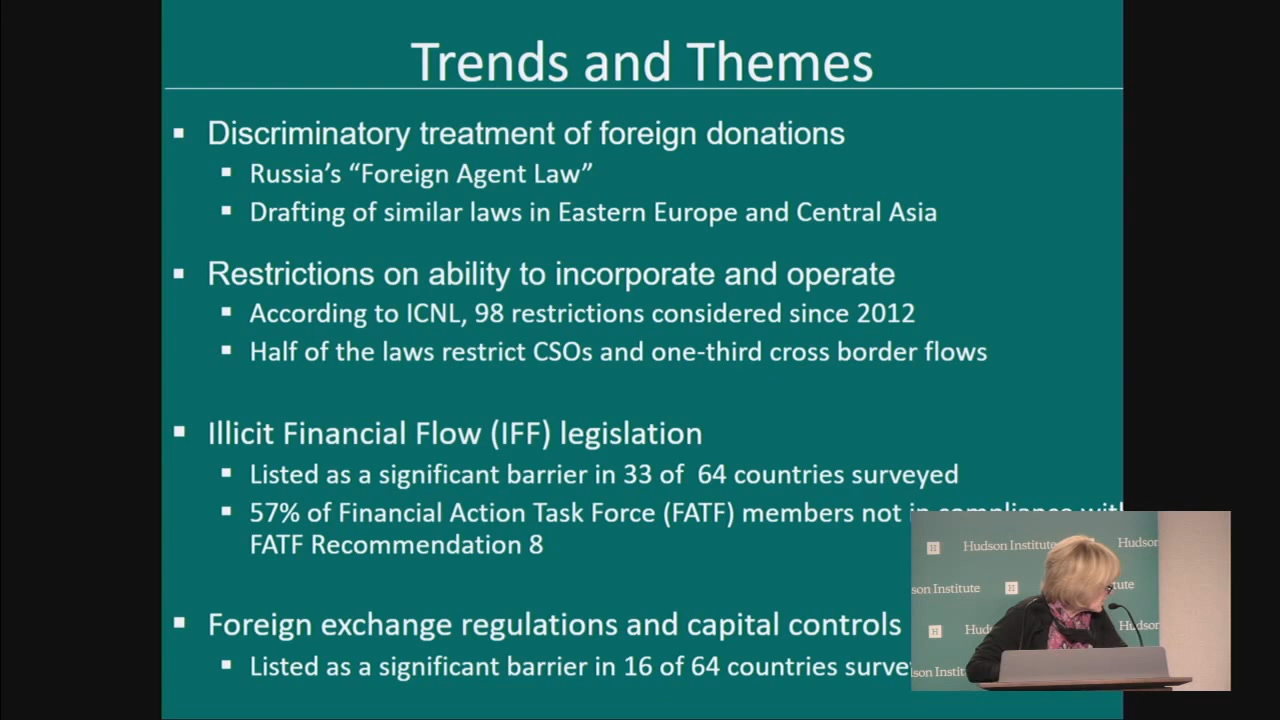 Trends and Themes
▪ Discriminatory treatment of foreign donations
▪ Russia's “Foreign Agent Law”
▪ Drafting of similar laws in Eastern Europe and Central Asia
▪ Restrictions on ability to incorporate and operate
▪ According to ICNL, 98 restrictions considered since 2012
▪ Half of the laws restrict CSOs and one-third cross border flows
▪ Illicit Financial Flow (IFF) legislation
▪ Listed as a significant barrier in 33 of 64 countries surveyed
▪ 57% of Financial Action Task Force (FATF) members not in compliance with
FATF Recommendation 8
▪ Foreign exchange regulations and capital controls
▪ Listed as a significant barrier in 16 of 64 countries
H Hudson Institute Hudson
Institute H
H
Hudson
Institute